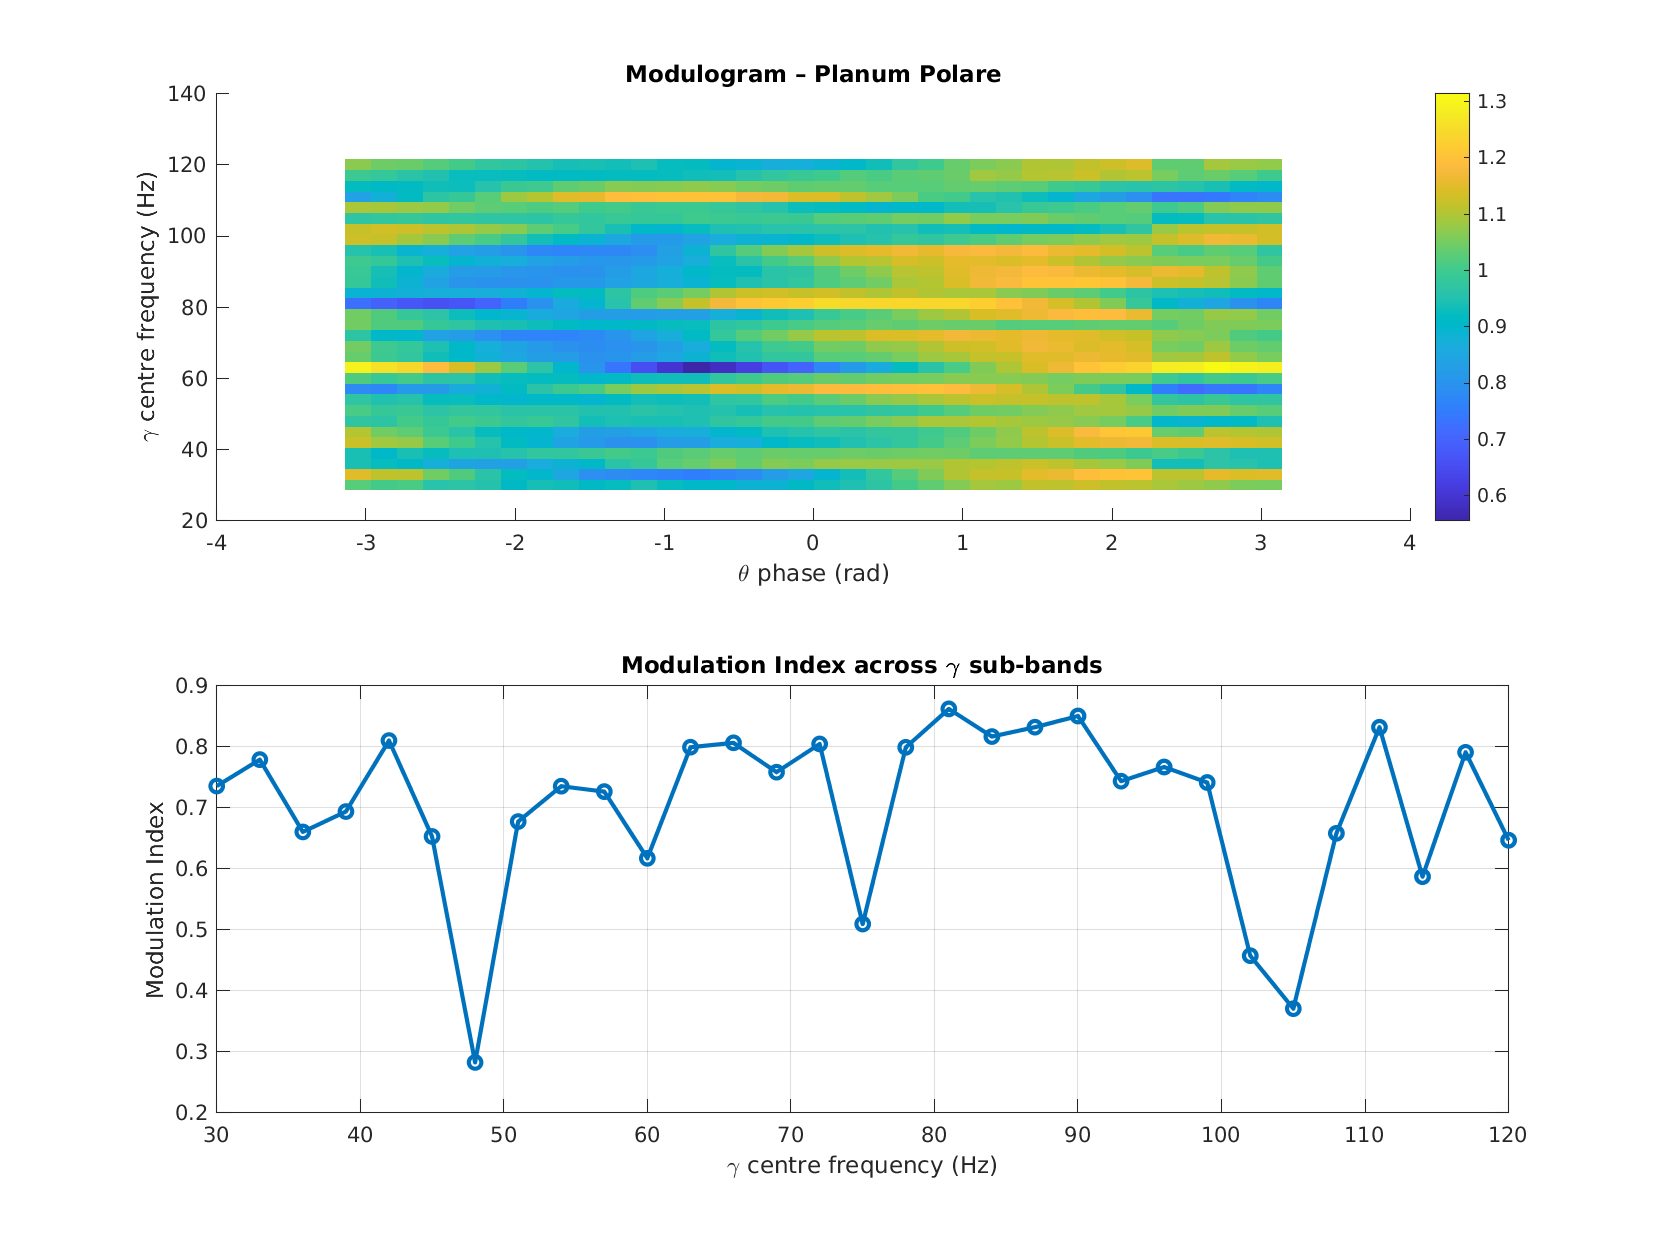 Modulogram – Planum Polare
γ centre frequency (Hz)
140
120
100
80
60
40
20
-4 -3 -2 -1 0 1 2 3 4
θ phase (rad)
1.3
1.2
1.1
1
0.9
0.8
0.7
0.6
Modulation Index across γ sub-bands
Modulation Index
0.9
0.8
0.7
0.6
0.5
0.4
0.3
0.2
30 40 50 60 70 80 90 100 110 120
γ centre frequency (Hz)